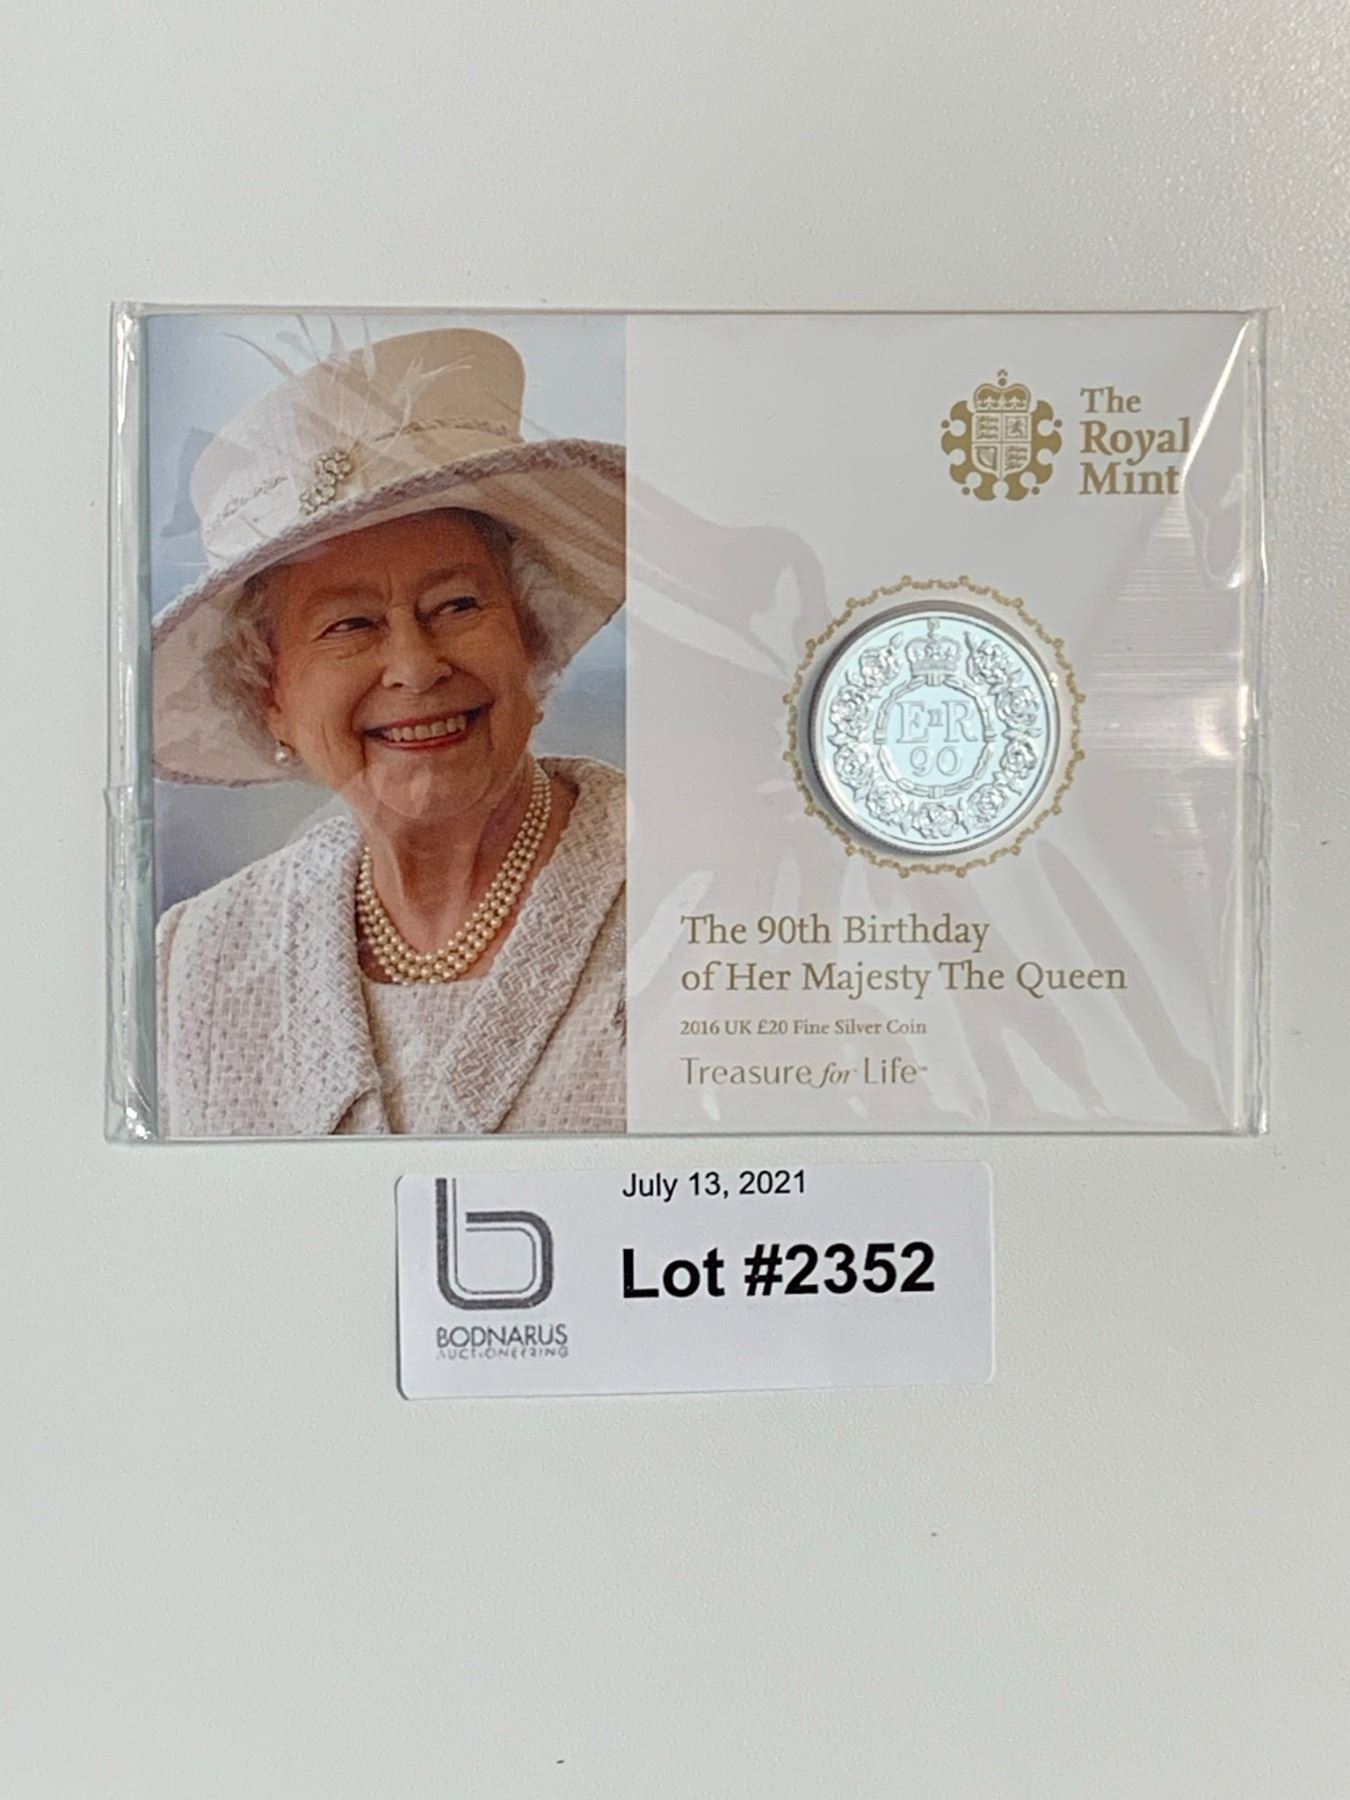 The
Royal
Mint
EIIR
90
The 90th Birthday
of Her Majesty The Queen
2016 UK £20 Fine Silver Coin
Treasure for Life™
July 13, 2021
Lot #2352
BODNARUS
AUCTIONEERING